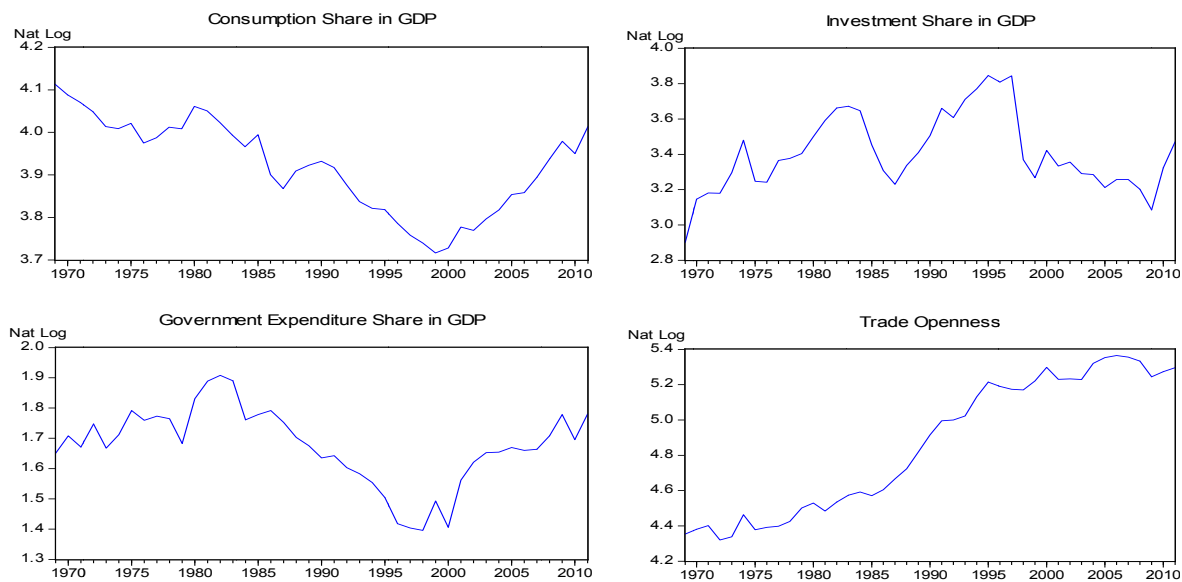 Consumption Share in GDP
Nat Log
4.2
4.1
4.0
3.9
3.8
3.7
1970 1975 1980 1985 1990 1995 2000 2005 2010
Investment Share in GDP
Nat Log
4.0
3.8
3.6
3.4
3.2
3.0
2.8
1970 1975 1980 1985 1990 1995 2000 2005 2010
Government Expenditure Share in GDP
Nat Log
2.0
1.9
1.8
1.7
1.6
1.5
1.4
1.3
1970 1975 1980 1985 1990 1995 2000 2005 2010
Trade Openness
Nat Log
5.4
5.2
5.0
4.8
4.6
4.4
4.2
1970 1975 1980 1985 1990 1995 2000 2005 2010